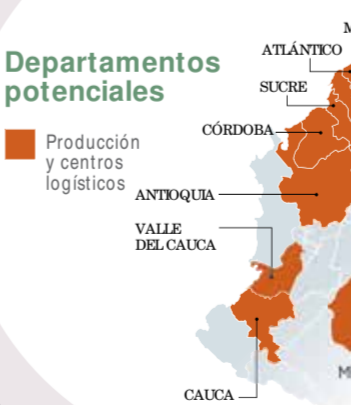 M
ATLÁNTICO
Departamentos
potenciales
SUCRE
Producción
y centros
logísticos
CÓRDOBA
ANTIOQUIA
VALLE
DEL CAUCA
M
CAUCA